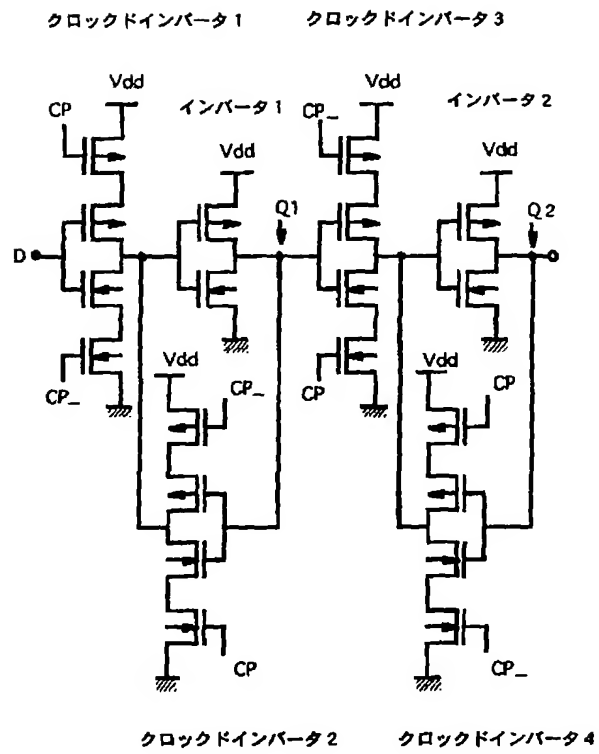 クロックドインバータ1 クロックドインバータ3
Vdd Vdd
CP インバータ1 CP_ インバータ2
Vdd Vdd
Q1 Q2
D
Vdd Vdd
CP_ CP
CP_ CP
CP CP_
クロックドインバータ2 クロックドインバータ4